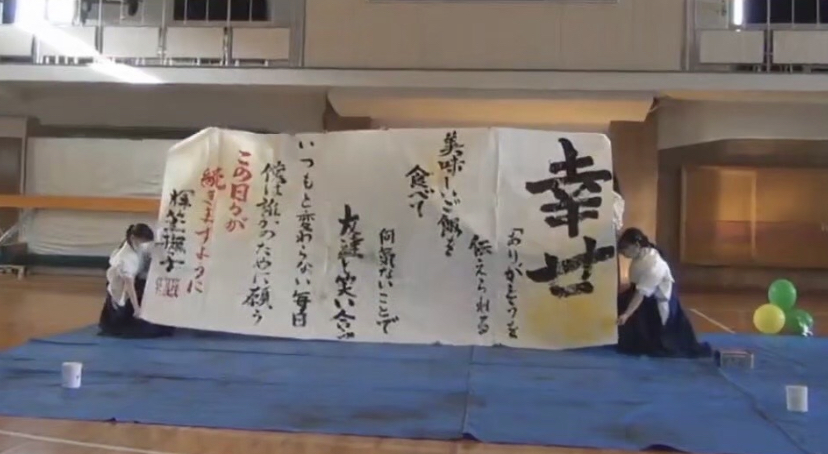 幸せ
「ありがとうを
伝えられる
美味しいご飯を
食べて
何気ないことで
友達と笑い合う
いつもと変わらない毎日
僕は誰かのために願う
この日々が
続きますように